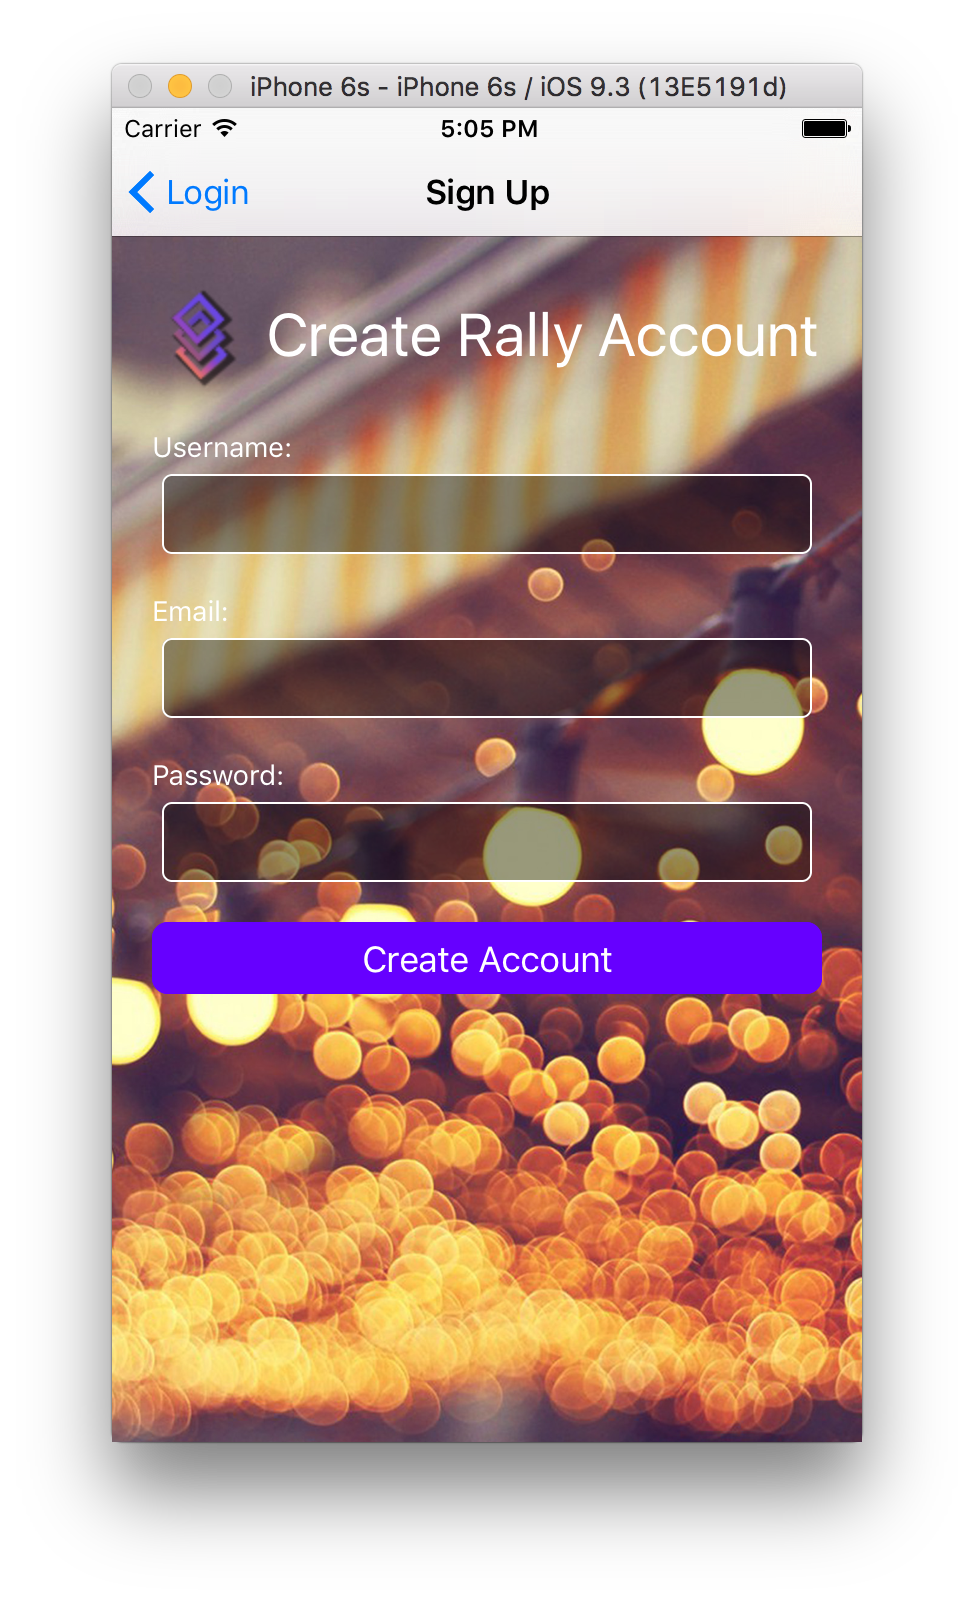 iPhone 6s - iPhone 6s / iOS 9.3 (13E5191d)
Carrier 5:05 PM
Login Sign Up
Create Rally Account
Username:
Email:
Password:
Create Account